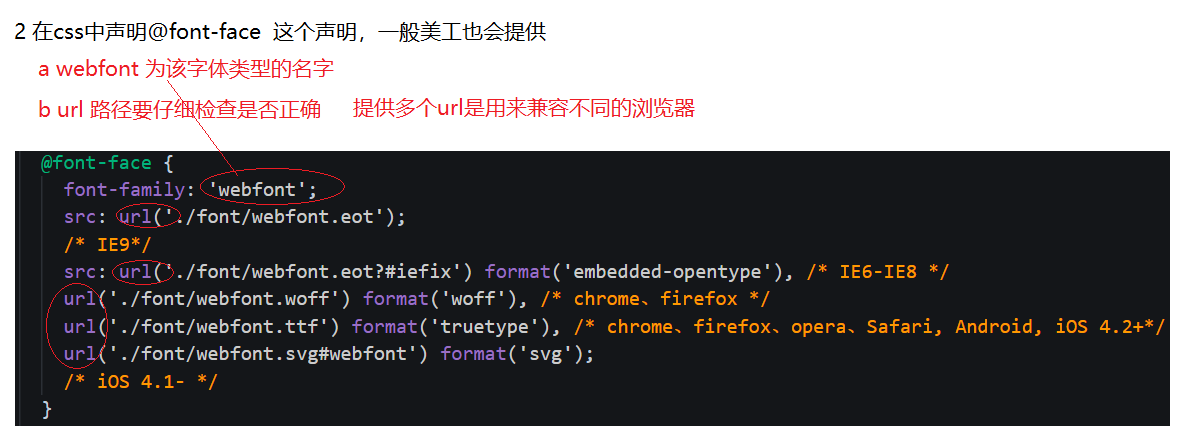 2 在css中声明@font-face 这个声明，一般美工也会提供
a webfont 为该字体类型的名字
b url 路径要仔细检查是否正确 提供多个url是用来兼容不同的浏览器
@font-face {
font-family: 'webfont';
src: url('./font/webfont.eot');
/* IE9*/
src: url('./font/webfont.eot?#iefix') format('embedded-opentype'), /* IE6-IE8 */
url('./font/webfont.woff') format('woff'), /* chrome、firefox */
url('./font/webfont.ttf') format('truetype'), /* chrome、firefox、opera、Safari, Android, iOS 4.2+*/
url('./font/webfont.svg#webfont') format('svg');
/* iOS 4.1- */
}